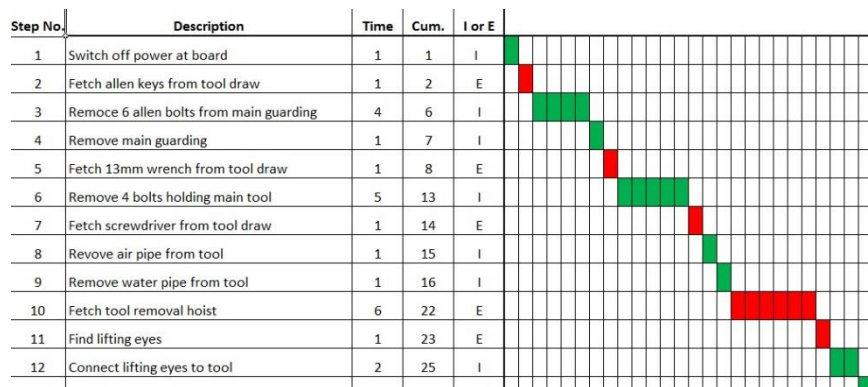 Step No. Description Time Cum. I or E
1 Switch off power at board 1 1 I
2 Fetch allen keys from tool draw 1 2 E
3 Remoce 6 allen bolts from main guarding 4 6 I
4 Remove main guarding 1 7 I
5 Fetch 13mm wrench from tool draw 1 8 E
6 Remove 4 bolts holding main tool 5 13 I
7 Fetch screwdriver from tool draw 1 14 E
8 Revove air pipe from tool 1 15 I
9 Remove water pipe from tool 1 16 I
10 Fetch tool removal hoist 6 22 E
11 Find lifting eyes 1 23 E
12 Connect lifting eyes to tool 2 25 I